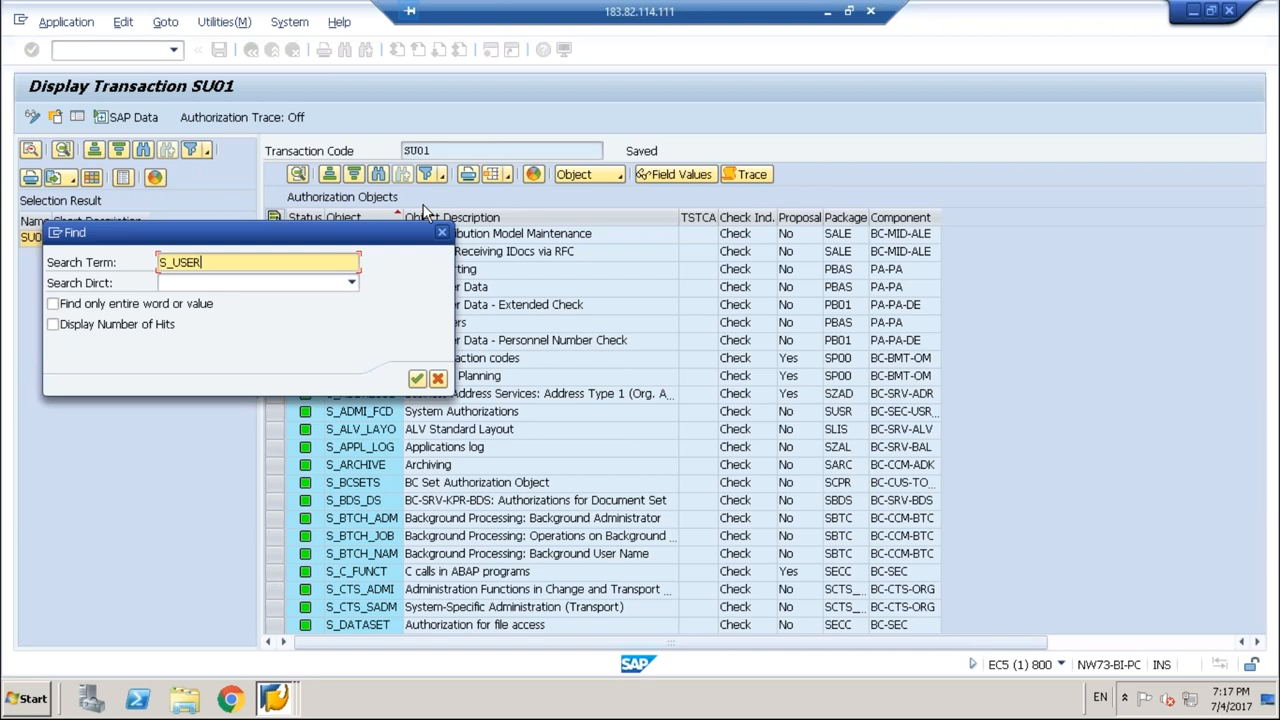 183.82.114.111
Application Edit Goto Utilities(M) System Help
Display Transaction SU01
SAP Data Authorization Trace: Off
Transaction Code SU01 Saved
Object Field Values Trace
Selection Result
Authorization Objects
Name Short Description
Status Object Object Description TSTCA Check Ind. Proposal Package Component
SU0
Find
Search Term: S_USER
Search Dirct:
Find only entire word or value
Display Number of Hits
ibution Model Maintenance Check No SALE BC-MID-ALE
Receiving IDocs via RFC Check No SALE BC-MID-ALE
ting Check No PBAS PA-PA
er Data Check No PBAS PA-PA
er Data - Extended Check Check No PB01 PA-PA-DE
ers Check No PBAS PA-PA
er Data - Personnel Number Check Check No PB01 PA-PA-DE
action codes Check Yes SP00 BC-BMT-OM
Planning Check Yes SP00 BC-BMT-OM
Address Services: Address Type 1 (Org. A... Check Yes SZAD BC-SRV-ADR
S_ADMI_FCD System Authorizations Check No SUSR BC-SEC-USR...
S_ALV_LAYO ALV Standard Layout Check No SLIS BC-SRV-ALV
S_APPL_LOG Applications log Check No SZAL BC-SRV-BAL
S_ARCHIVE Archiving Check No SARC BC-CCM-ADK
S_BCSETS BC Set Authorization Object Check No SCPR BC-CUS-TO...
S_BDS_DS BC-SRV-KPR-BDS: Authorizations for Document Set Check No SBDS BC-SRV-BDS
S_BTCH_ADM Background Processing: Background Administrator Check No SBTC BC-CCM-BTC
S_BTCH_JOB Background Processing: Operations on Background ... Check No SBTC BC-CCM-BTC
S_BTCH_NAM Background Processing: Background User Name Check No SBTC BC-CCM-BTC
S_C_FUNCT C calls in ABAP programs Check Yes SECC BC-SEC
S_CTS_ADMI Administration Functions in Change and Transport ... Check No SCTS_... BC-CTS-ORG
S_CTS_SADM System-Specific Administration (Transport) Check No SCTS_... BC-CTS-ORG
S_DATASET Authorization for file access Check No SECC BC-SEC
SAP EC5 (1) 800 NW73-BI-PC INS
Start EN 7:17 PM
7/4/2017